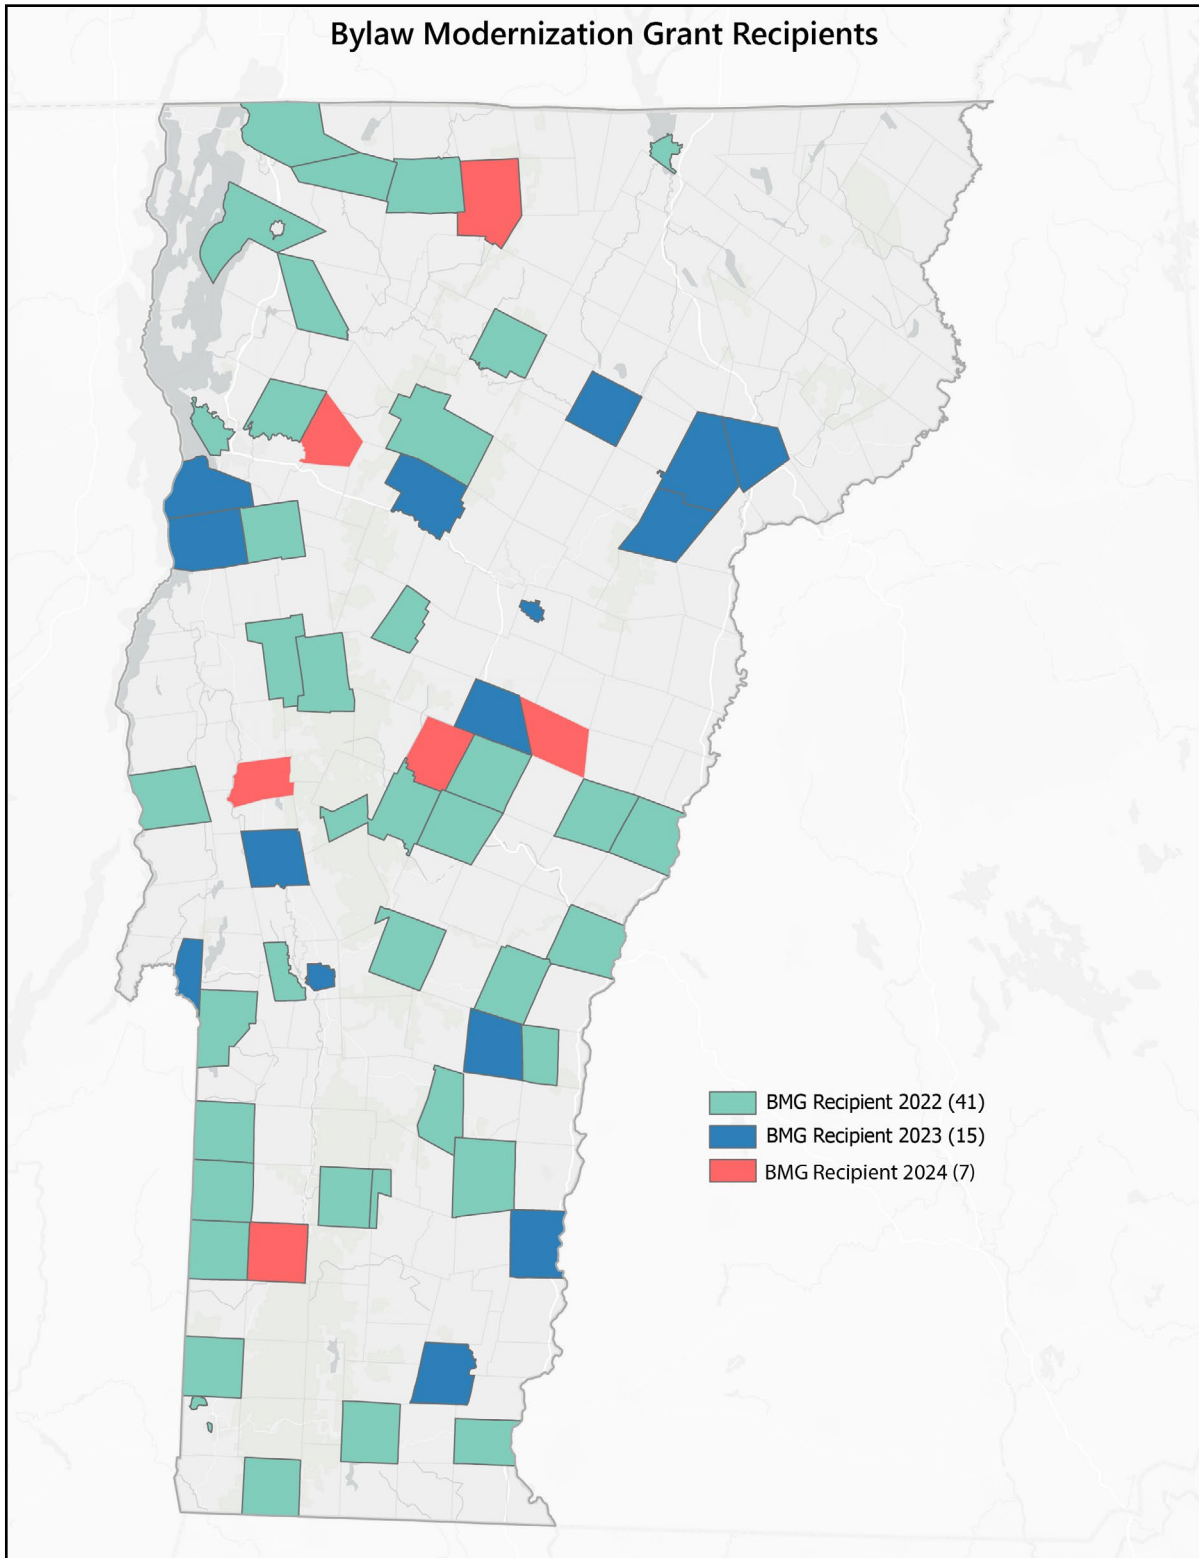 Bylaw Modernization Grant Recipients
BMG Recipient 2022 (41)
BMG Recipient 2023 (15)
BMG Recipient 2024 (7)